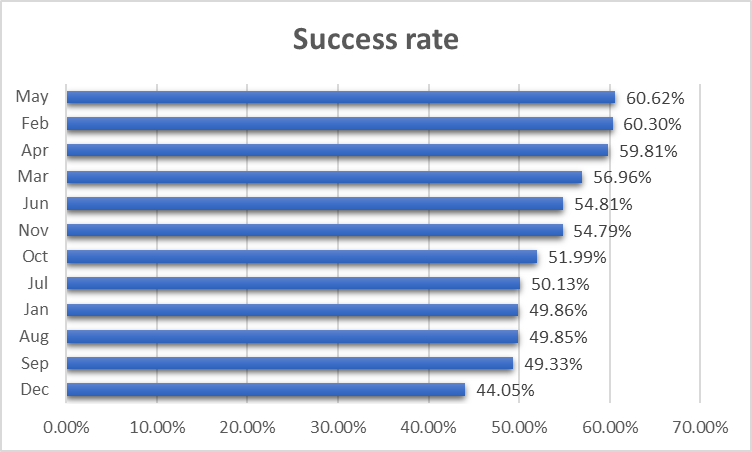 Success rate
May 60.62%
Feb 60.30%
Apr 59.81%
Mar 56.96%
Jun 54.81%
Nov 54.79%
Oct 51.99%
Jul 50.13%
Jan 49.86%
Aug 49.85%
Sep 49.33%
Dec 44.05%
0.00% 10.00% 20.00% 30.00% 40.00% 50.00% 60.00% 70.00%